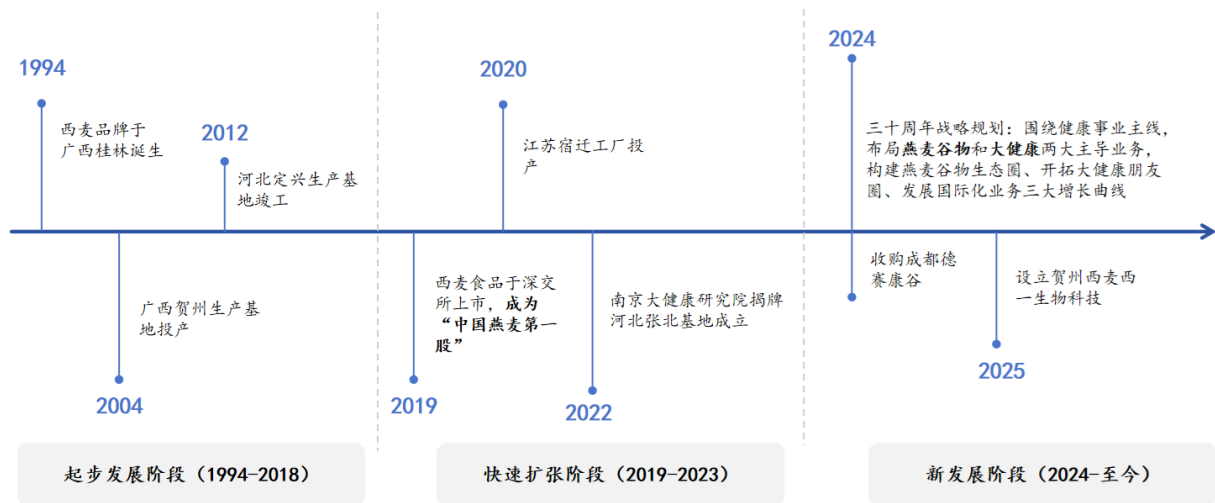 1994
西麦品牌于
广西桂林诞生
2012
河北定兴生产基
地竣工
广西贺州生产基
地投产
2004
2020
江苏宿迁工厂投
产
西麦食品于深交
所上市，成为
“中国燕麦第一
股”
2019
南京大健康研究院揭牌
河北张北基地成立
2022
2024
三十周年战略规划：围绕健康事业主线，
布局燕麦谷物和大健康两大主导业务，
构建燕麦谷物生态圈、开拓大健康朋友
圈、发展国际化业务三大增长曲线
收购成都德
赛康谷
设立贺州西麦西
一生物科技
2025
起步发展阶段（1994-2018）
快速扩张阶段（2019-2023）
新发展阶段（2024-至今）